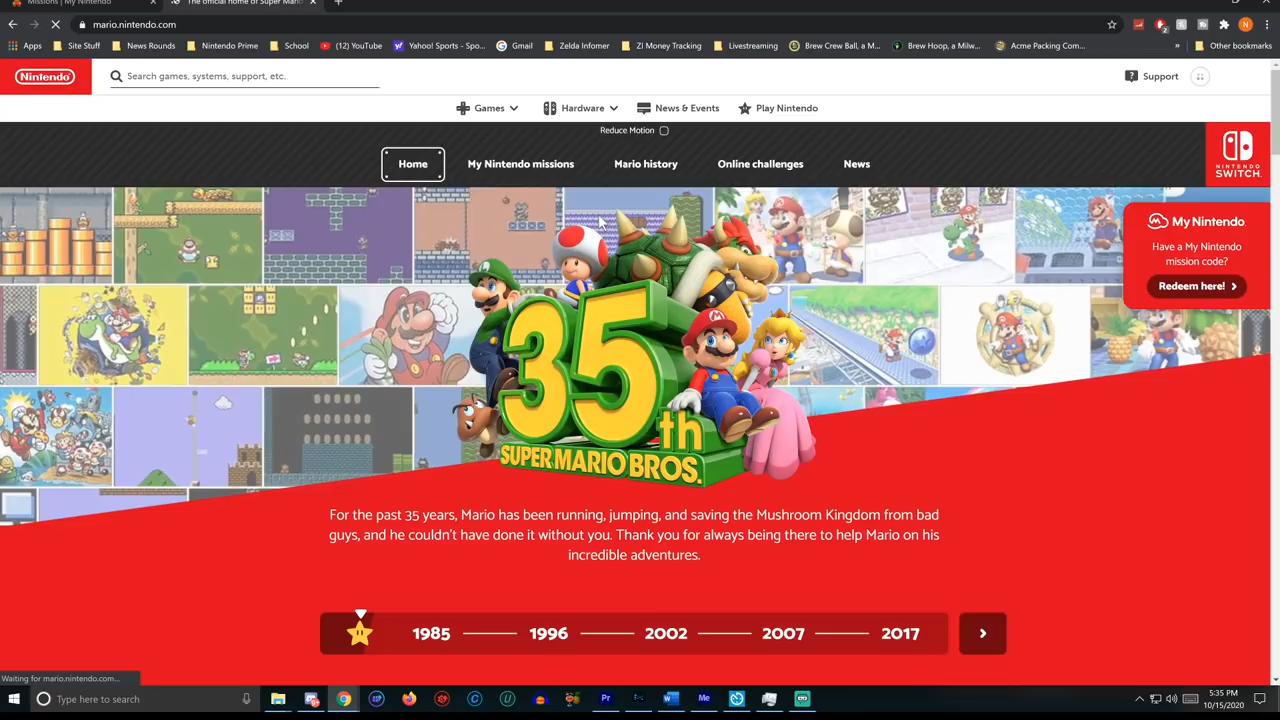 Missions | My Nintendo
The official home of Super Mario
mario.nintendo.com
Apps
Site Stuff
News Rounds
Nintendo Prime
School
(12) YouTube
Yahoo! Sports - Spo...
Gmail
Zelda Infomer
ZI Money Tracking
Livestreaming
Brew Crew Ball, a M...
Brew Hoop, a Milw...
Acme Packing Com...
»
Other bookmarks
Nintendo
Search games, systems, support, etc.
Support
Games
Hardware
News & Events
Play Nintendo
Reduce Motion
Home
My Nintendo missions
Mario history
Online challenges
News
NINTENDO
SWITCH
My Nintendo
Have a My Nintendo
mission code?
Redeem here!
35th
SUPER MARIO BROS.
For the past 35 years, Mario has been running, jumping, and saving the Mushroom Kingdom from bad
guys, and he couldn't have done it without you. Thank you for always being there to help Mario on his
incredible adventures.
1985 1996 2002 2007 2017
Waiting for mario.nintendo.com...
Type here to search
5:35 PM
10/15/2020